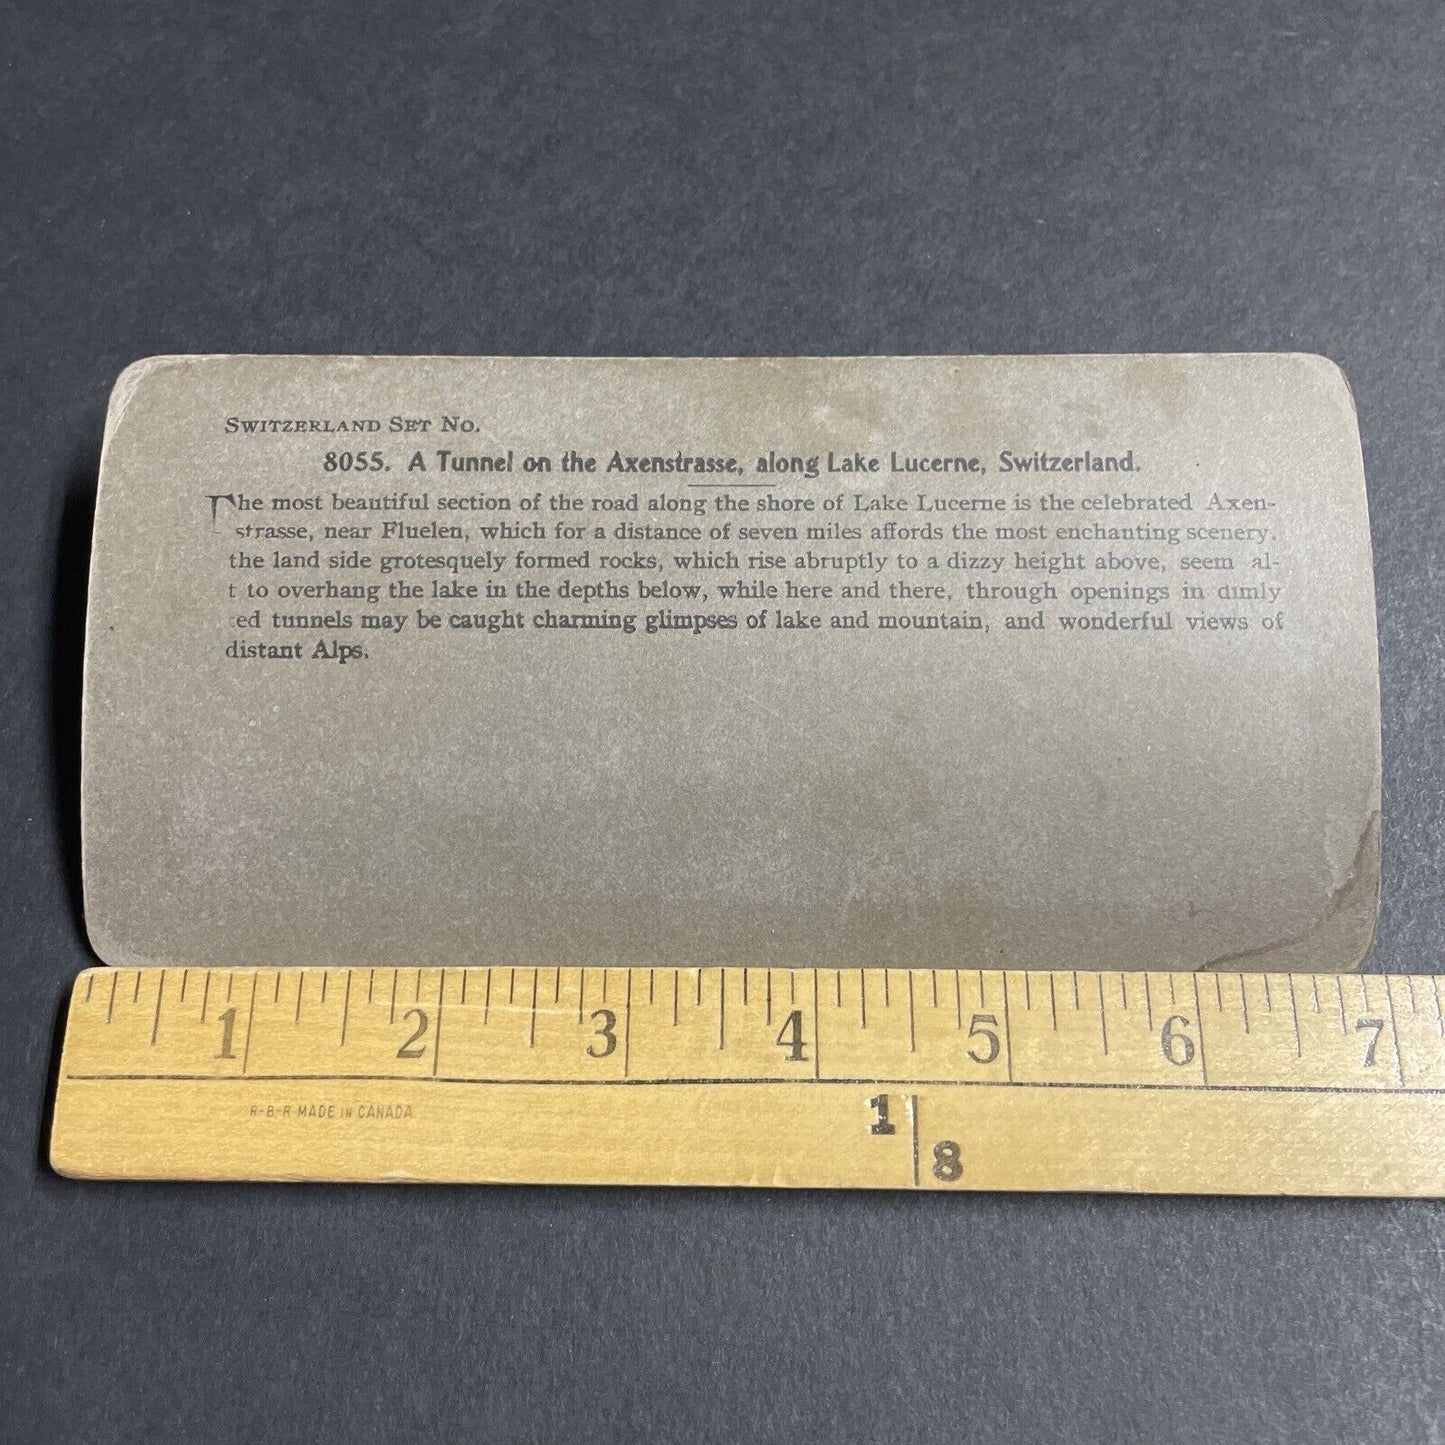 SWITZERLAND SET NO.
8055. A Tunnel on the Axenstrasse, along Lake Lucerne, Switzerland.
The most beautiful section of the road along the shore of Lake Lucerne is the celebrated Axen-
strasse, near Fluelen, which for a distance of seven miles affords the most enchanting scenery.
the land side grotesquely formed rocks, which rise abruptly to a dizzy height above, seem al-
t to overhang the lake in the depths below, while here and there, through openings in dimly
ed tunnels may be caught charming glimpses of lake and mountain, and wonderful views of
distant Alps.
1 2 3 4 5 6 7
R-B-R MADE IN CANADA
1
8